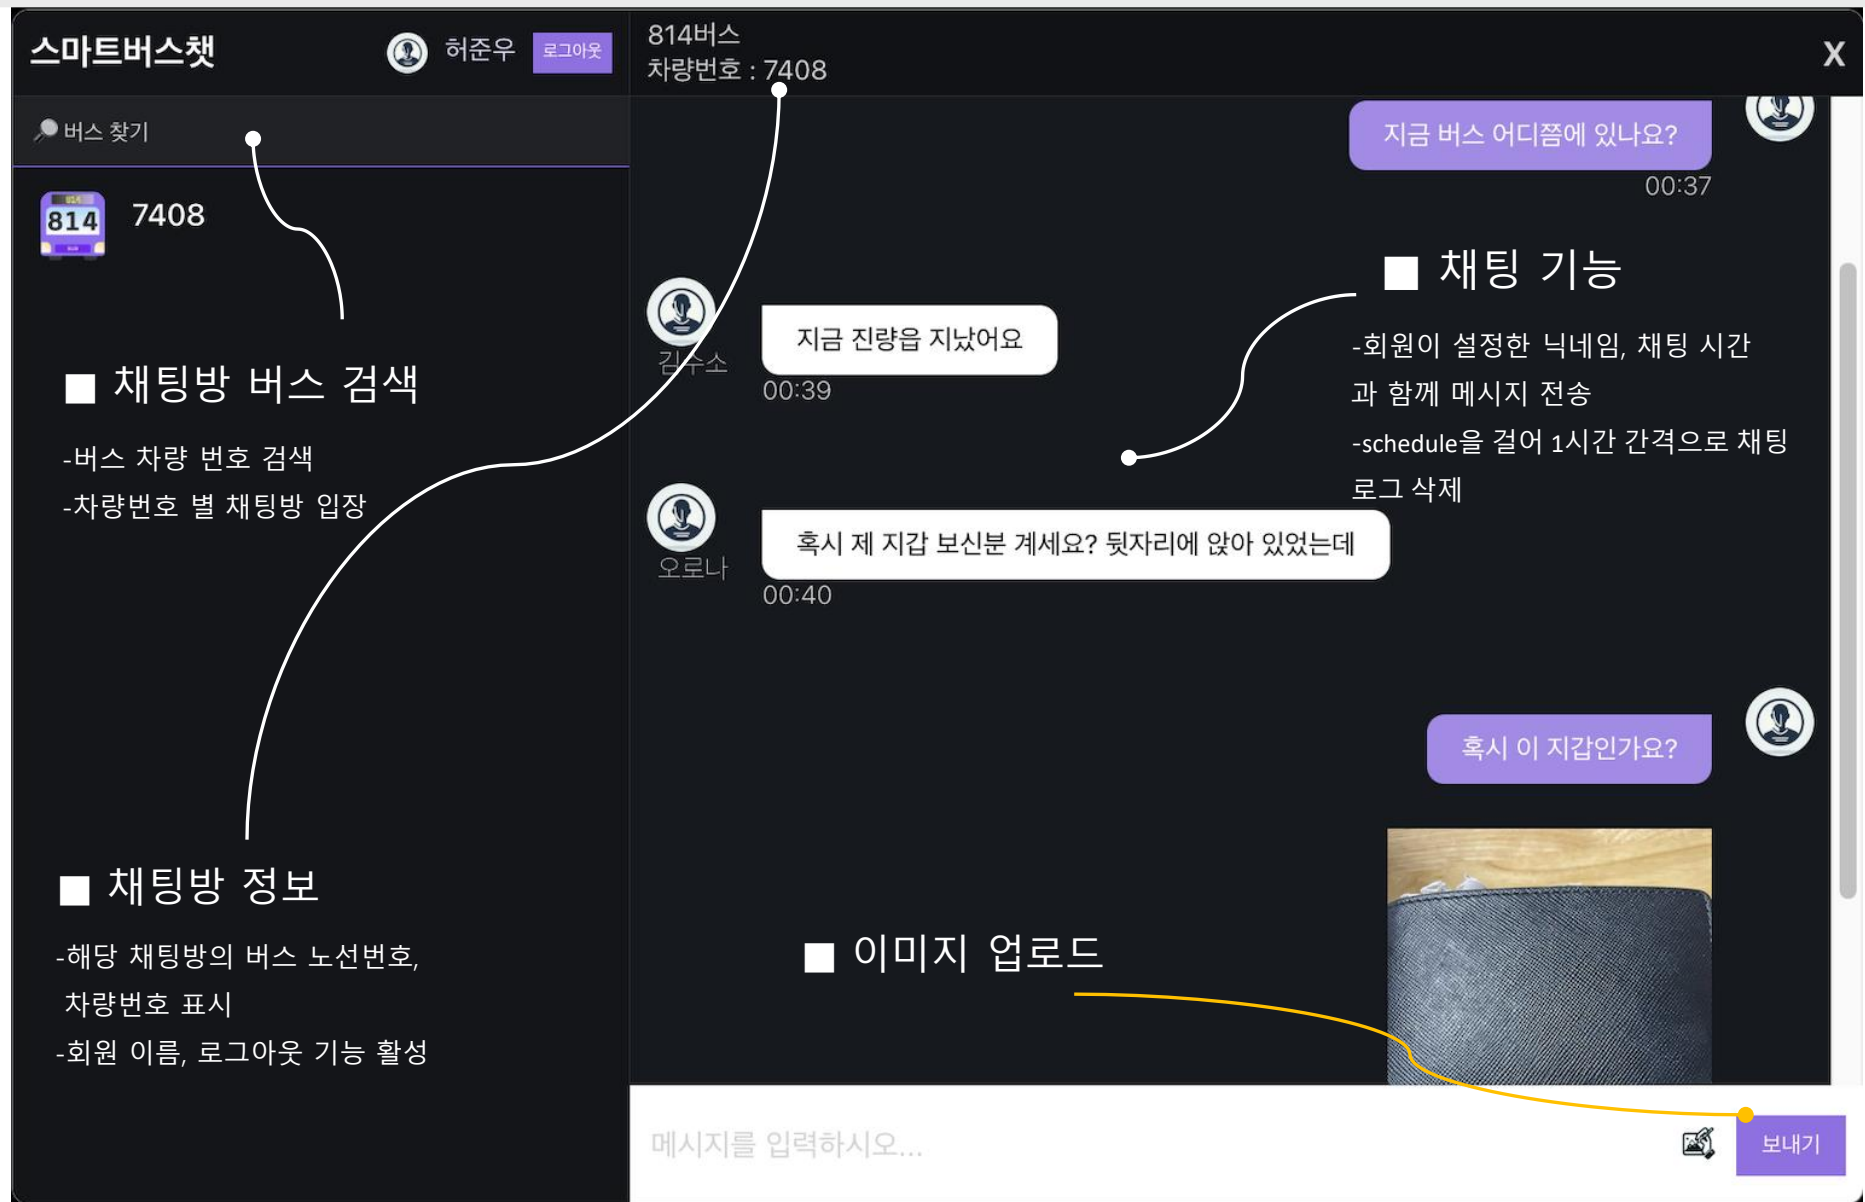 스마트버스챗
허준우
로그아웃
버스 찾기
814
7408
■ 채팅방 버스 검색
-버스 차량 번호 검색
-차량번호 별 채팅방 입장
■ 채팅방 정보
-해당 채팅방의 버스 노선번호,
차량번호 표시
-회원 이름, 로그아웃 기능 활성
814버스
차량번호 : 7408
X
지금 버스 어디쯤에 있나요?
00:37
■ 채팅 기능
-회원이 설정한 닉네임, 채팅 시간
과 함께 메시지 전송
-schedule을 걸어 1시간 간격으로 채팅
로그 삭제
지금 진량읍 지났어요
김수소
00:39
혹시 제 지갑 보신분 계세요? 뒷자리에 앉아 있었는데
오로나
00:40
혹시 이 지갑인가요?
■ 이미지 업로드
메시지를 입력하시오...
보내기